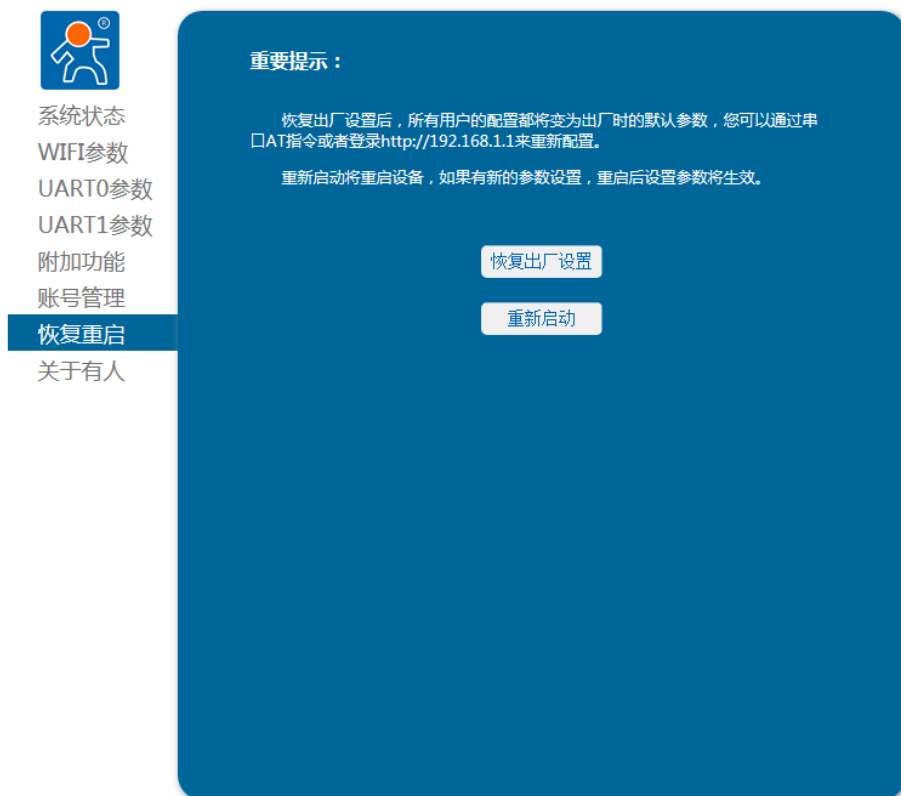 ®
系统状态
WIFI参数
UART0参数
UART1参数
附加功能
账号管理
恢复重启
关于有人
重要提示：
恢复出厂设置后，所有用户的配置都将变为出厂时的默认参数，您可以通过串
口AT指令或者登录http://192.168.1.1来重新配置。
重新启动将重启设备，如果有新的参数设置，重启后设置参数将生效。
恢复出厂设置
重新启动